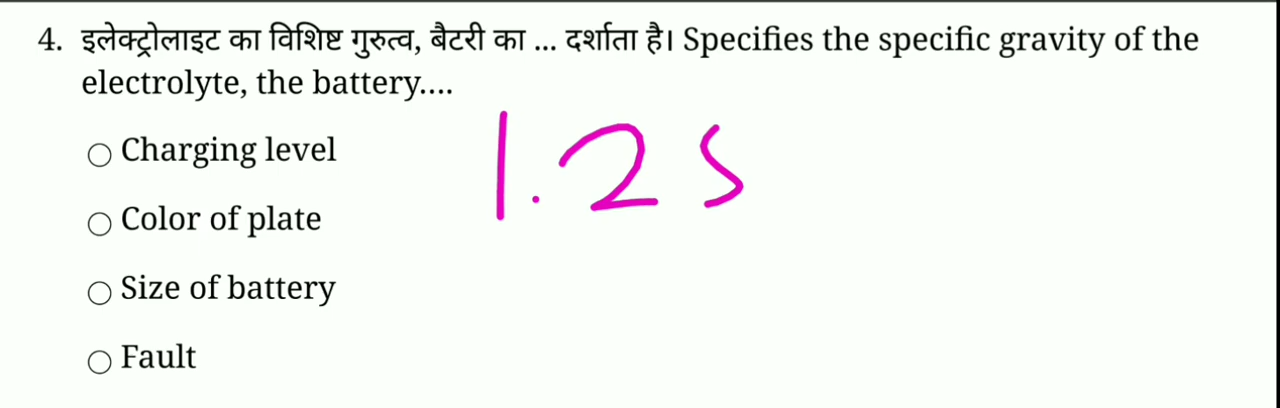 4. इलेक्ट्रोलाइट का विशिष्ट गुरुत्व, बैटरी का ... दर्शाता है। Specifies the specific gravity of the
electrolyte, the battery....
Charging level
1.25
Color of plate
Size of battery
Fault